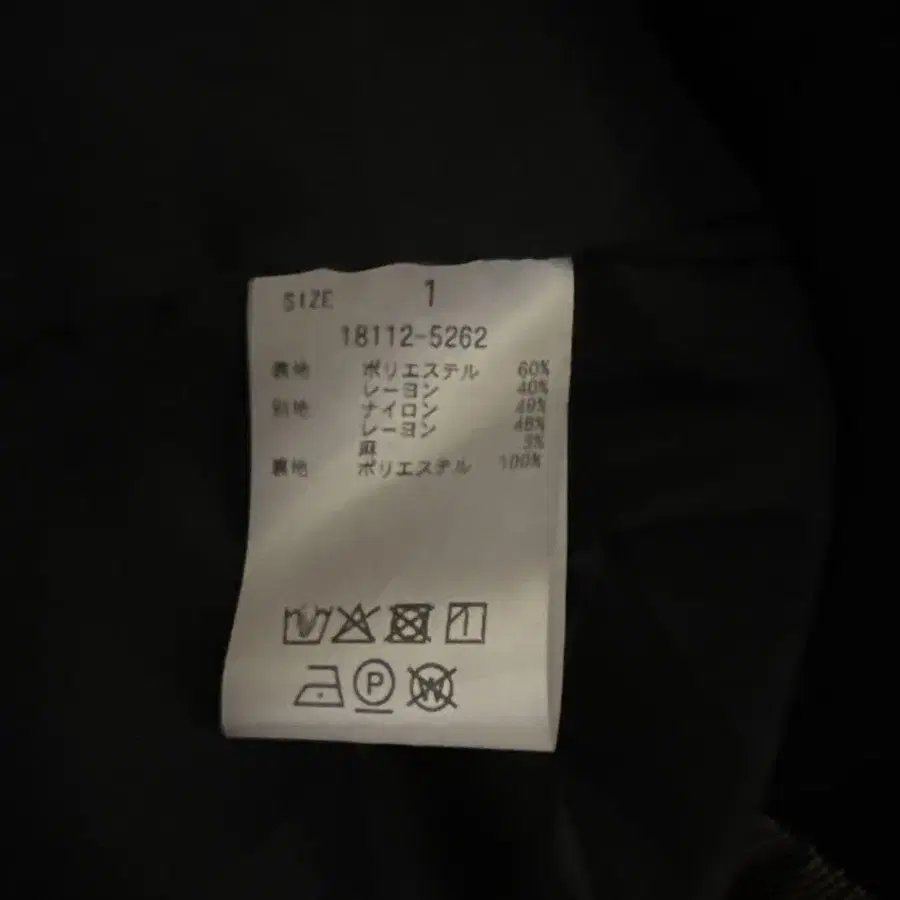 SIZE 1
18112-5262
表地 ポリエステル 60%
レーヨン 40%
別地 ナイロン 49%
レーヨン 48%
麻 3%
裏地 ポリエステル 100%
P
W